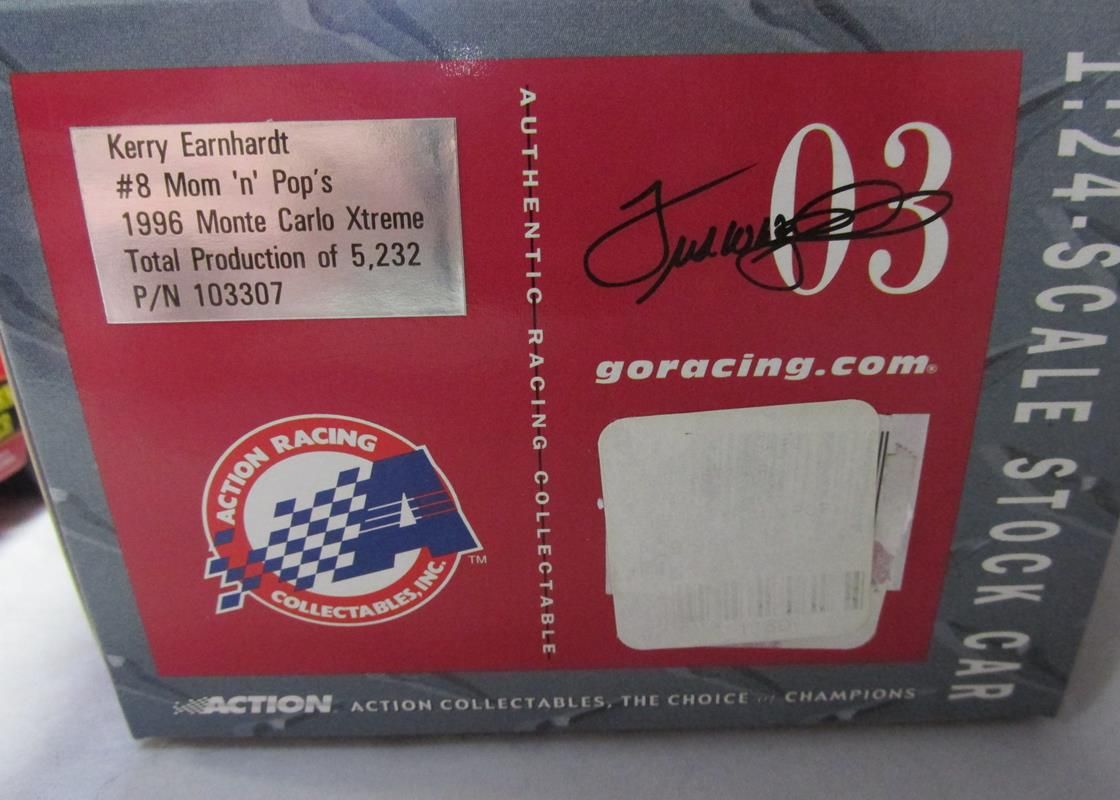 Kerry Earnhardt
#8 Mom 'n' Pop's
1996 Monte Carlo Xtreme
Total Production of 5,232
P/N 103307
AUTHENTIC RACING COLLECTABLE
03
goracing.com®
ACTION RACING
COLLECTABLES, INC.
TM
1:24-SCALE STOCK CAR
ACTION ACTION COLLECTABLES, THE CHOICE OF CHAMPIONS